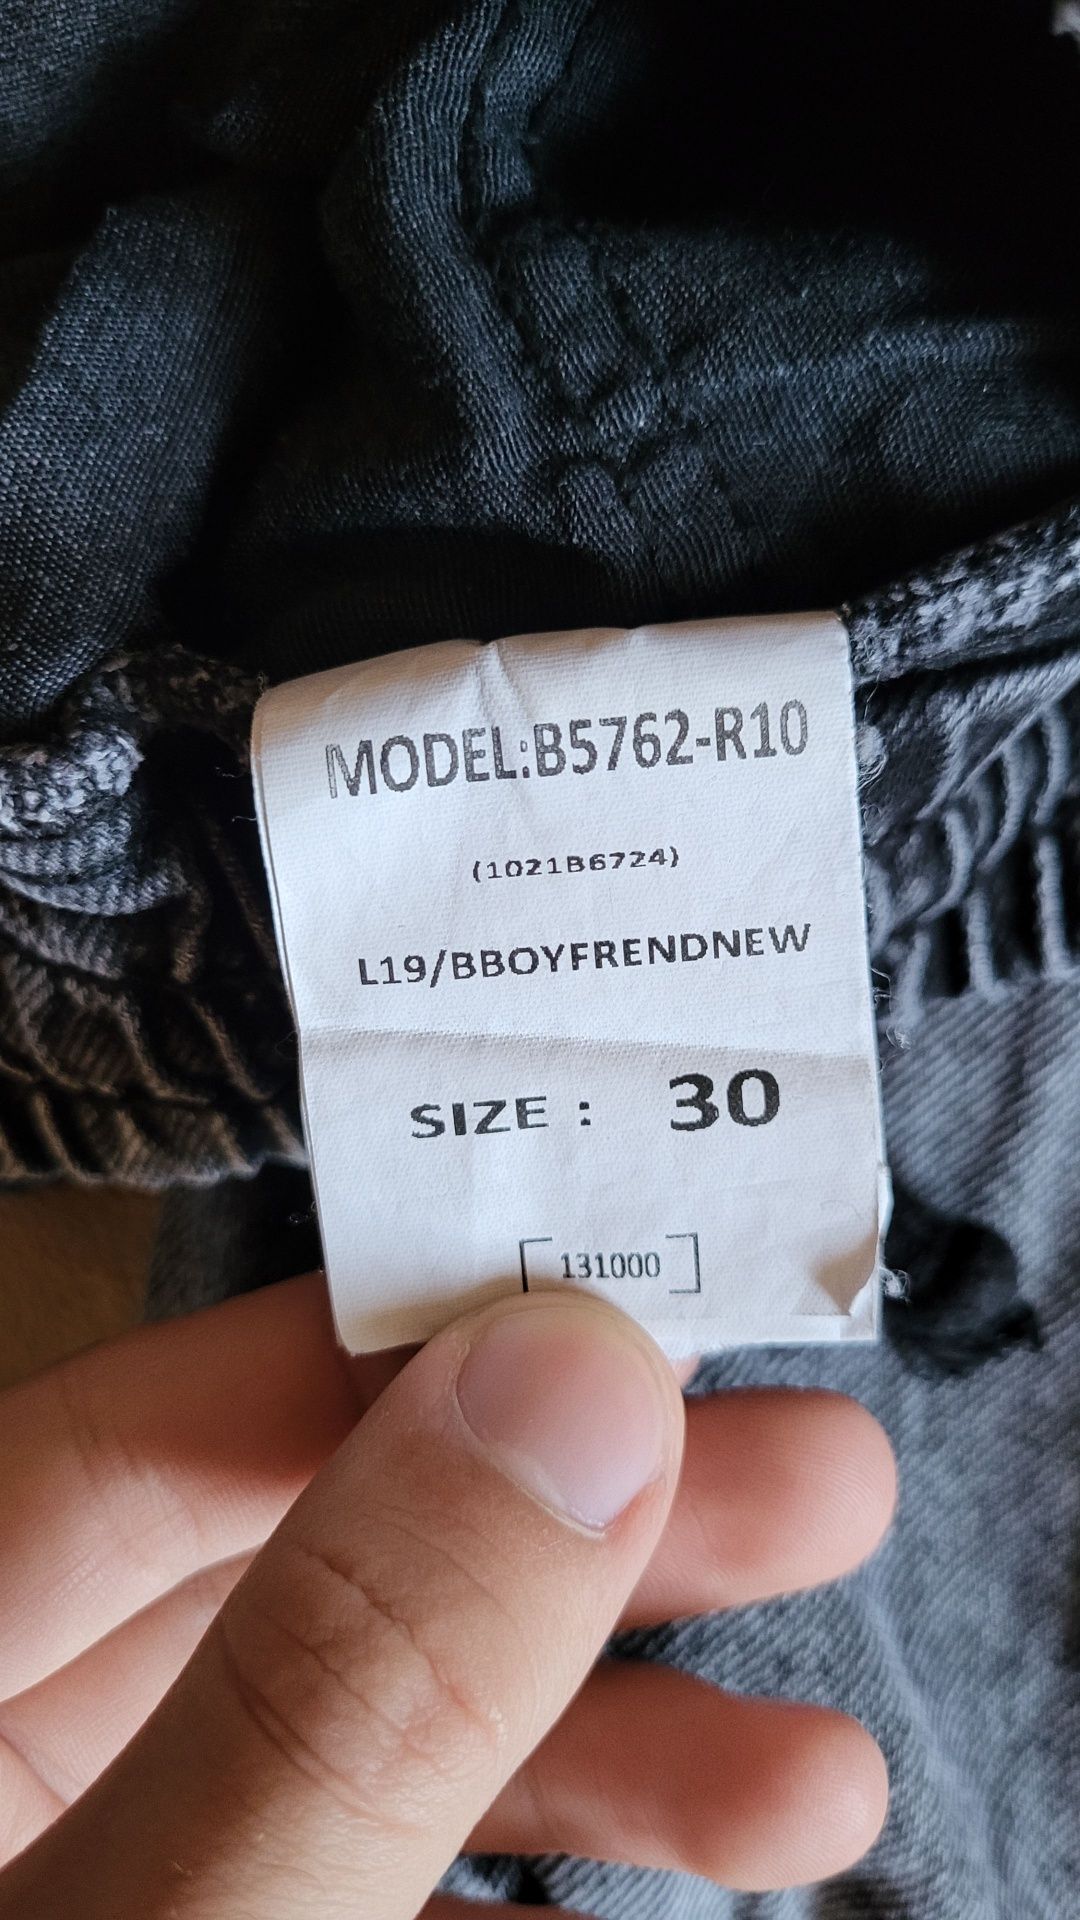 MODEL:B5762-R10
(1021B6724)
L19/BBOYFRENDNEW
SIZE : 30
131000